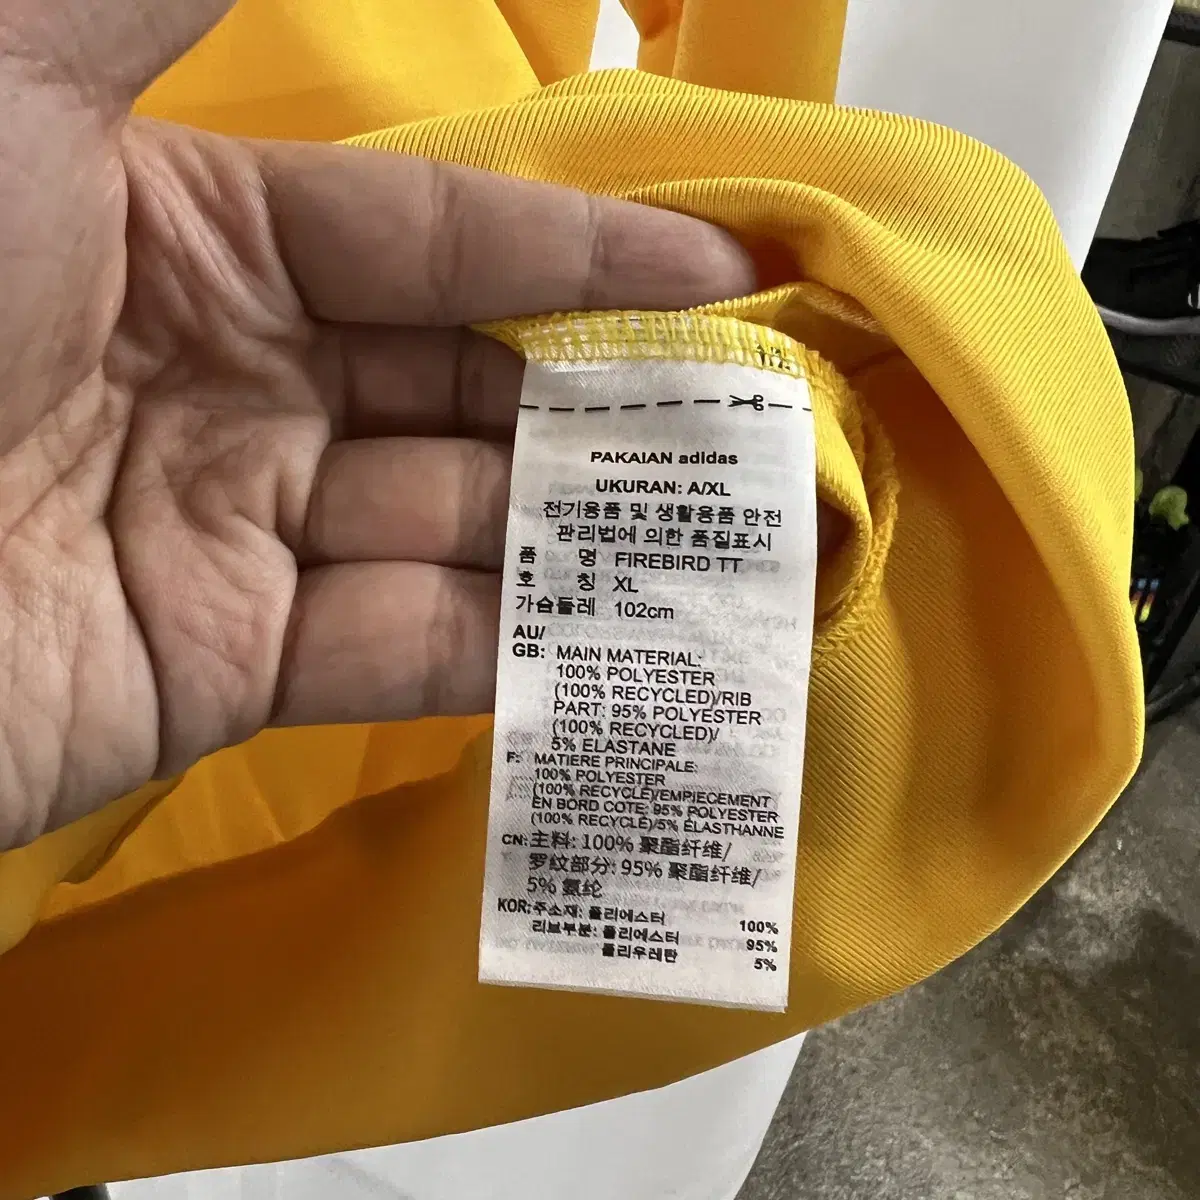 PAKAIAN adidas
UKURAN: A/XL
전기용품 및 생활용품 안전
관리법에 의한 품질표시
품 명 FIREBIRD TT
호 칭 XL
가슴둘레 102cm
AU/
GB: MAIN MATERIAL:
100% POLYESTER
(100% RECYCLED)/RIB
PART: 95% POLYESTER
(100% RECYCLED)/
5% ELASTANE
F: MATIERE PRINCIPALE:
100% POLYESTER
(100% RECYCLÉ)/EMPIECEMENT
EN BORD COTE: 95% POLYESTER
(100% RECYCLÉ)/5% ÉLASTHANNE
CN: 主料: 100% 聚酯纤维/
罗纹部分: 95% 聚酯纤维/
5% 氨纶
KOR: 주소재: 폴리에스터 100%
리브부분: 폴리에스터 95%
폴리우레탄 5%